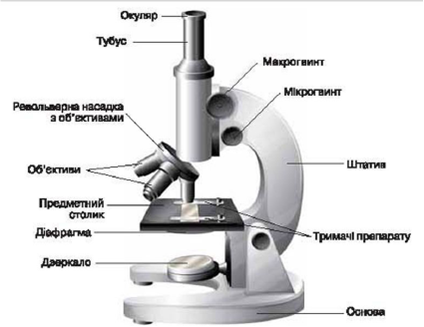 Окуляр
Тубус
Макрогвинт
Мікрогвинт
Револьверна насадка
з об'єктивами
Об'єктиви
Штатив
Предметний
столик
Діафрагма
Тримачі препарату
Дзеркало
Основа